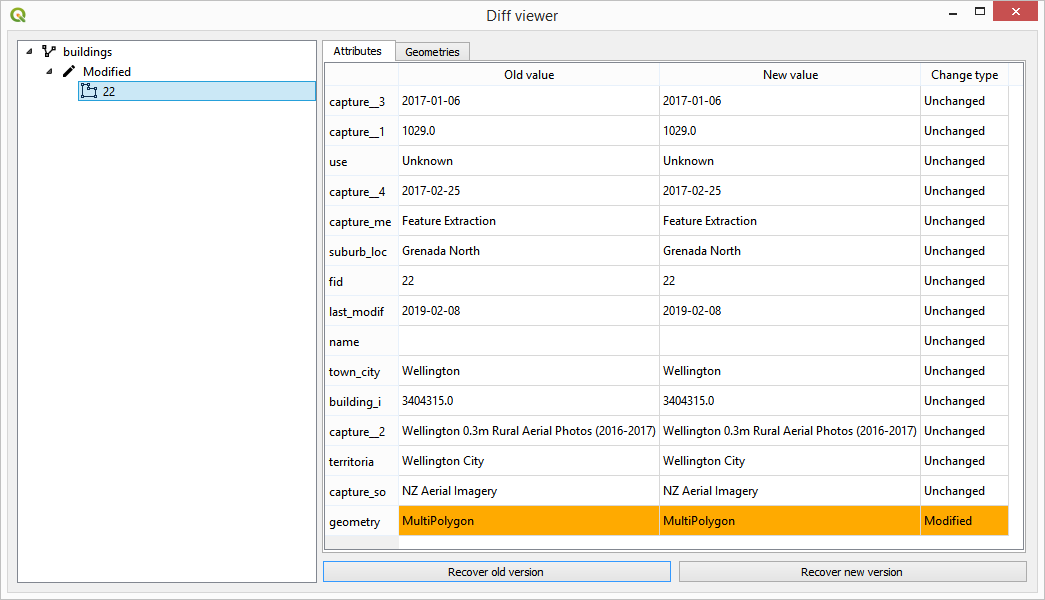 Diff viewer
buildings
Modified
22
Attributes
Geometries
Old value New value Change type
capture__3 2017-01-06 2017-01-06 Unchanged
capture__1 1029.0 1029.0 Unchanged
use Unknown Unknown Unchanged
capture__4 2017-02-25 2017-02-25 Unchanged
capture_me Feature Extraction Feature Extraction Unchanged
suburb_loc Grenada North Grenada North Unchanged
fid 22 22 Unchanged
last_modif 2019-02-08 2019-02-08 Unchanged
name Unchanged
town_city Wellington Wellington Unchanged
building_i 3404315.0 3404315.0 Unchanged
capture__2 Wellington 0.3m Rural Aerial Photos (2016-2017) Wellington 0.3m Rural Aerial Photos (2016-2017) Unchanged
territoria Wellington City Wellington City Unchanged
capture_so NZ Aerial Imagery NZ Aerial Imagery Unchanged
geometry MultiPolygon MultiPolygon Modified
Recover old version
Recover new version